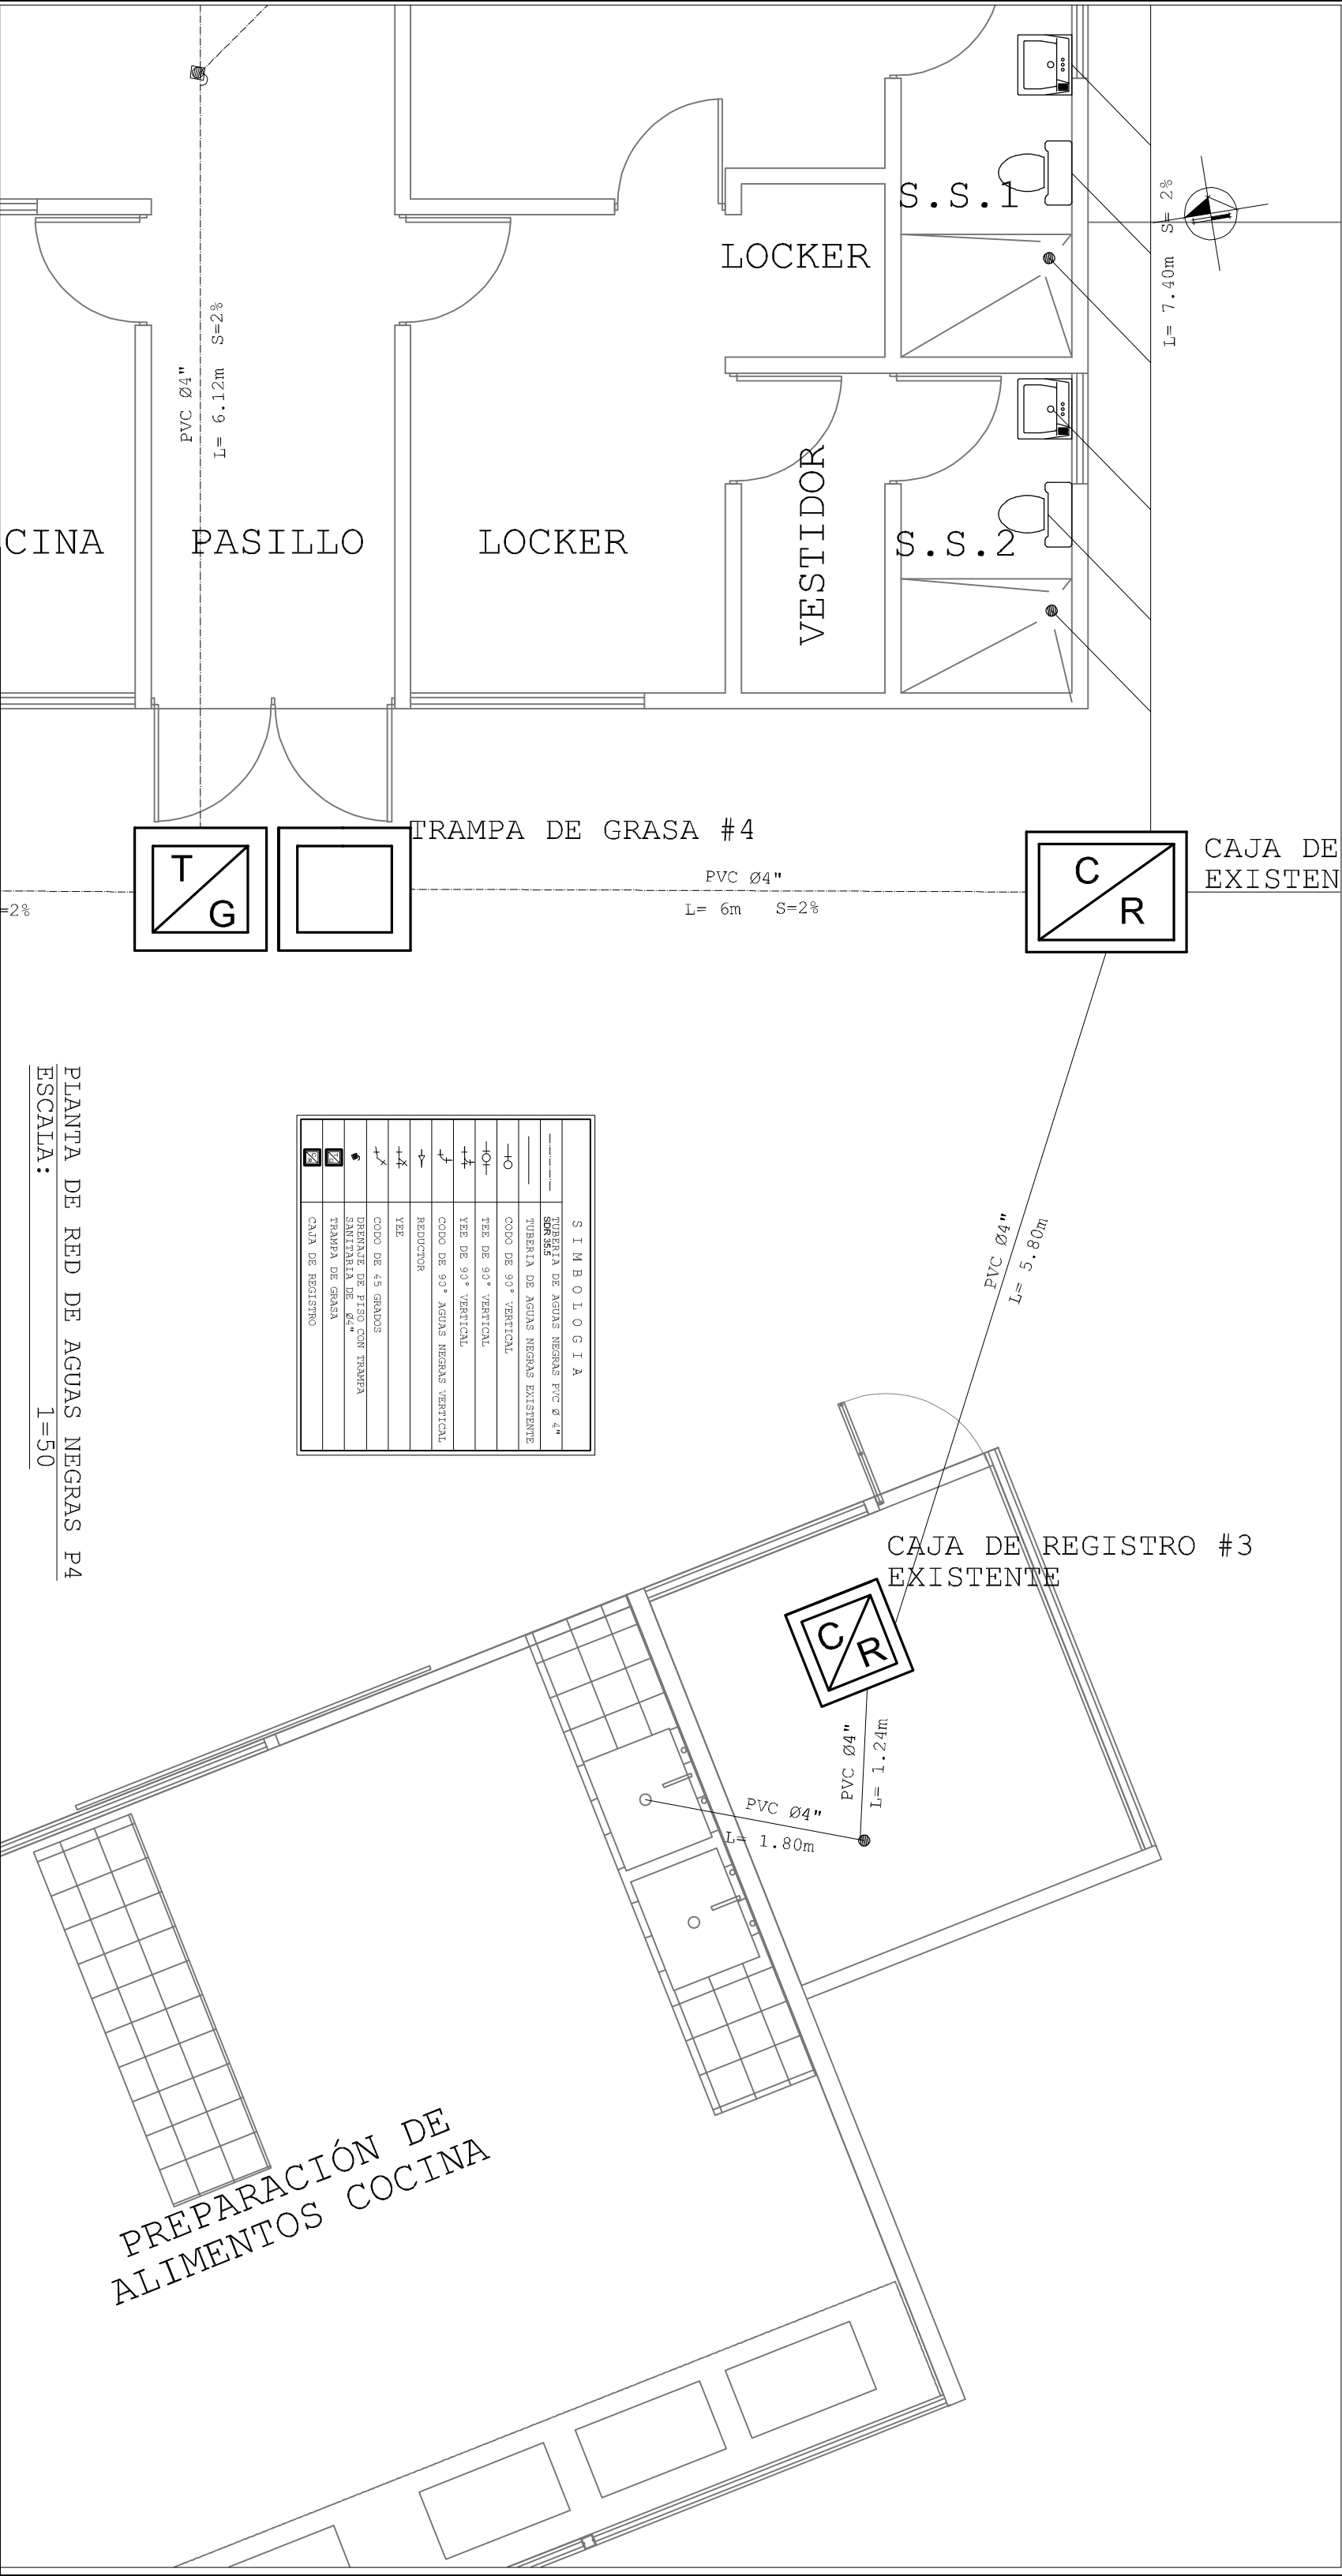 S.S.1
LOCKER
L= 7.40m  S= 2%
PVC Ø4"
L= 6.12m  S=2%
CINA
PASILLO
LOCKER
VESTIDOR
S.S.2
TRAMPA DE GRASA #4
T
G
PVC Ø4"
L= 6m  S=2%
=2%
C
R
CAJA DE
EXISTEN
PLANTA DE RED DE AGUAS NEGRAS P4
ESCALA:  1=50
S I M B O L O G I A
TUBERIA DE AGUAS NEGRAS PVC Ø 4"
SDR 35.5
TUBERIA DE AGUAS NEGRAS EXISTENTE
CODO DE 90° VERTICAL
TEE DE 90° VERTICAL
YEE DE 90° VERTICAL
CODO DE 90° AGUAS NEGRAS VERTICAL
REDUCTOR
YEE
CODO DE 45 GRADOS
DRENAJE DE PISO CON TRAMPA
SANITARIA DE Ø4"
TRAMPA DE GRASA
CAJA DE REGISTRO
PVC Ø4"
L= 5.80m
CAJA DE REGISTRO #3
EXISTENTE
C
R
PVC Ø4"
L= 1.24m
PVC Ø4"
L= 1.80m
PREPARACIÓN DE
ALIMENTOS COCINA